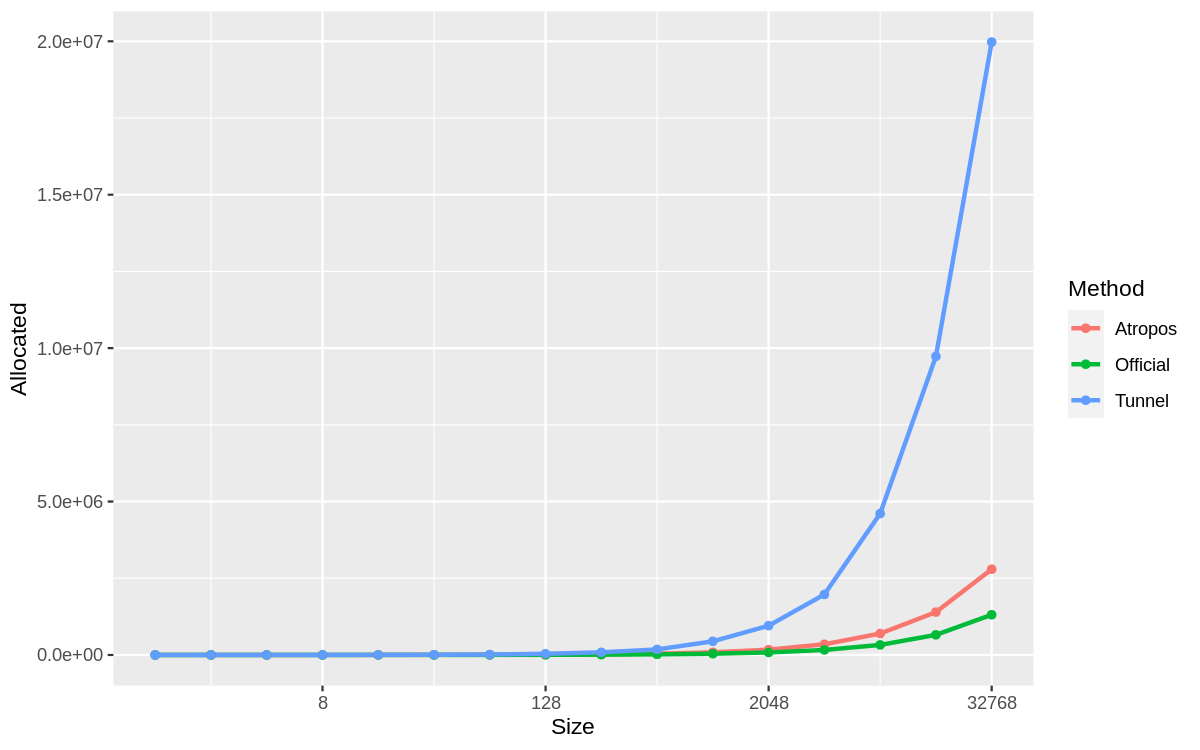 2.0e+07
1.5e+07
1.0e+07
5.0e+06
0.0e+00
Allocated
8 128 2048 32768
Size
Method
Atropos
Official
Tunnel